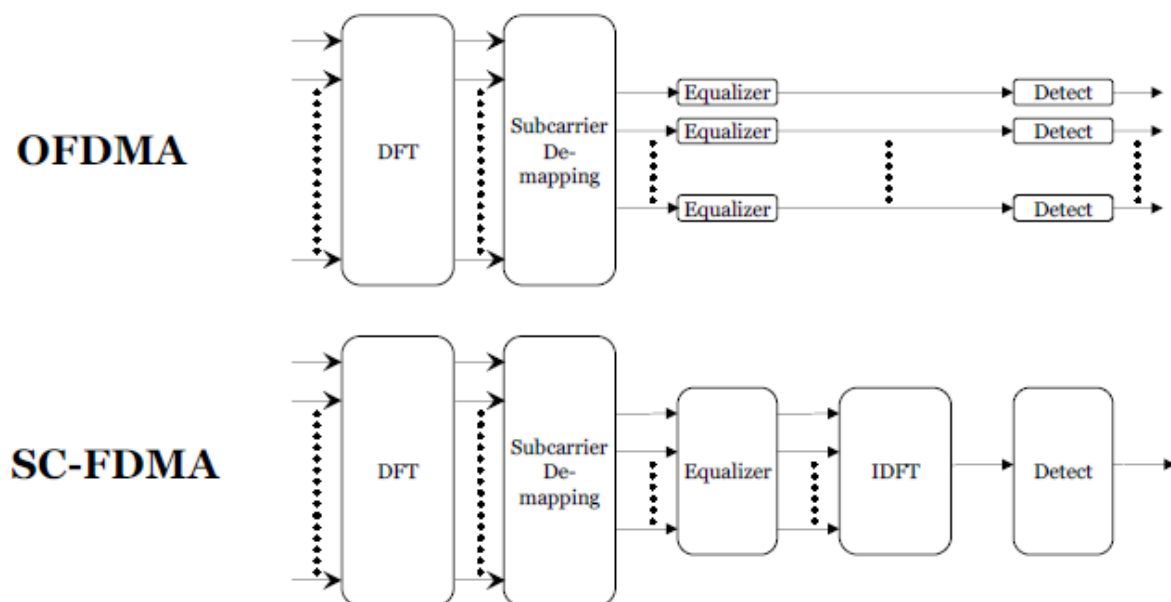 OFDMA
DFT
Subcarrier
De-
mapping
Equalizer
Detect
Equalizer
Detect
Equalizer
Detect
SC-FDMA
DFT
Subcarrier
De-
mapping
Equalizer
IDFT
Detect